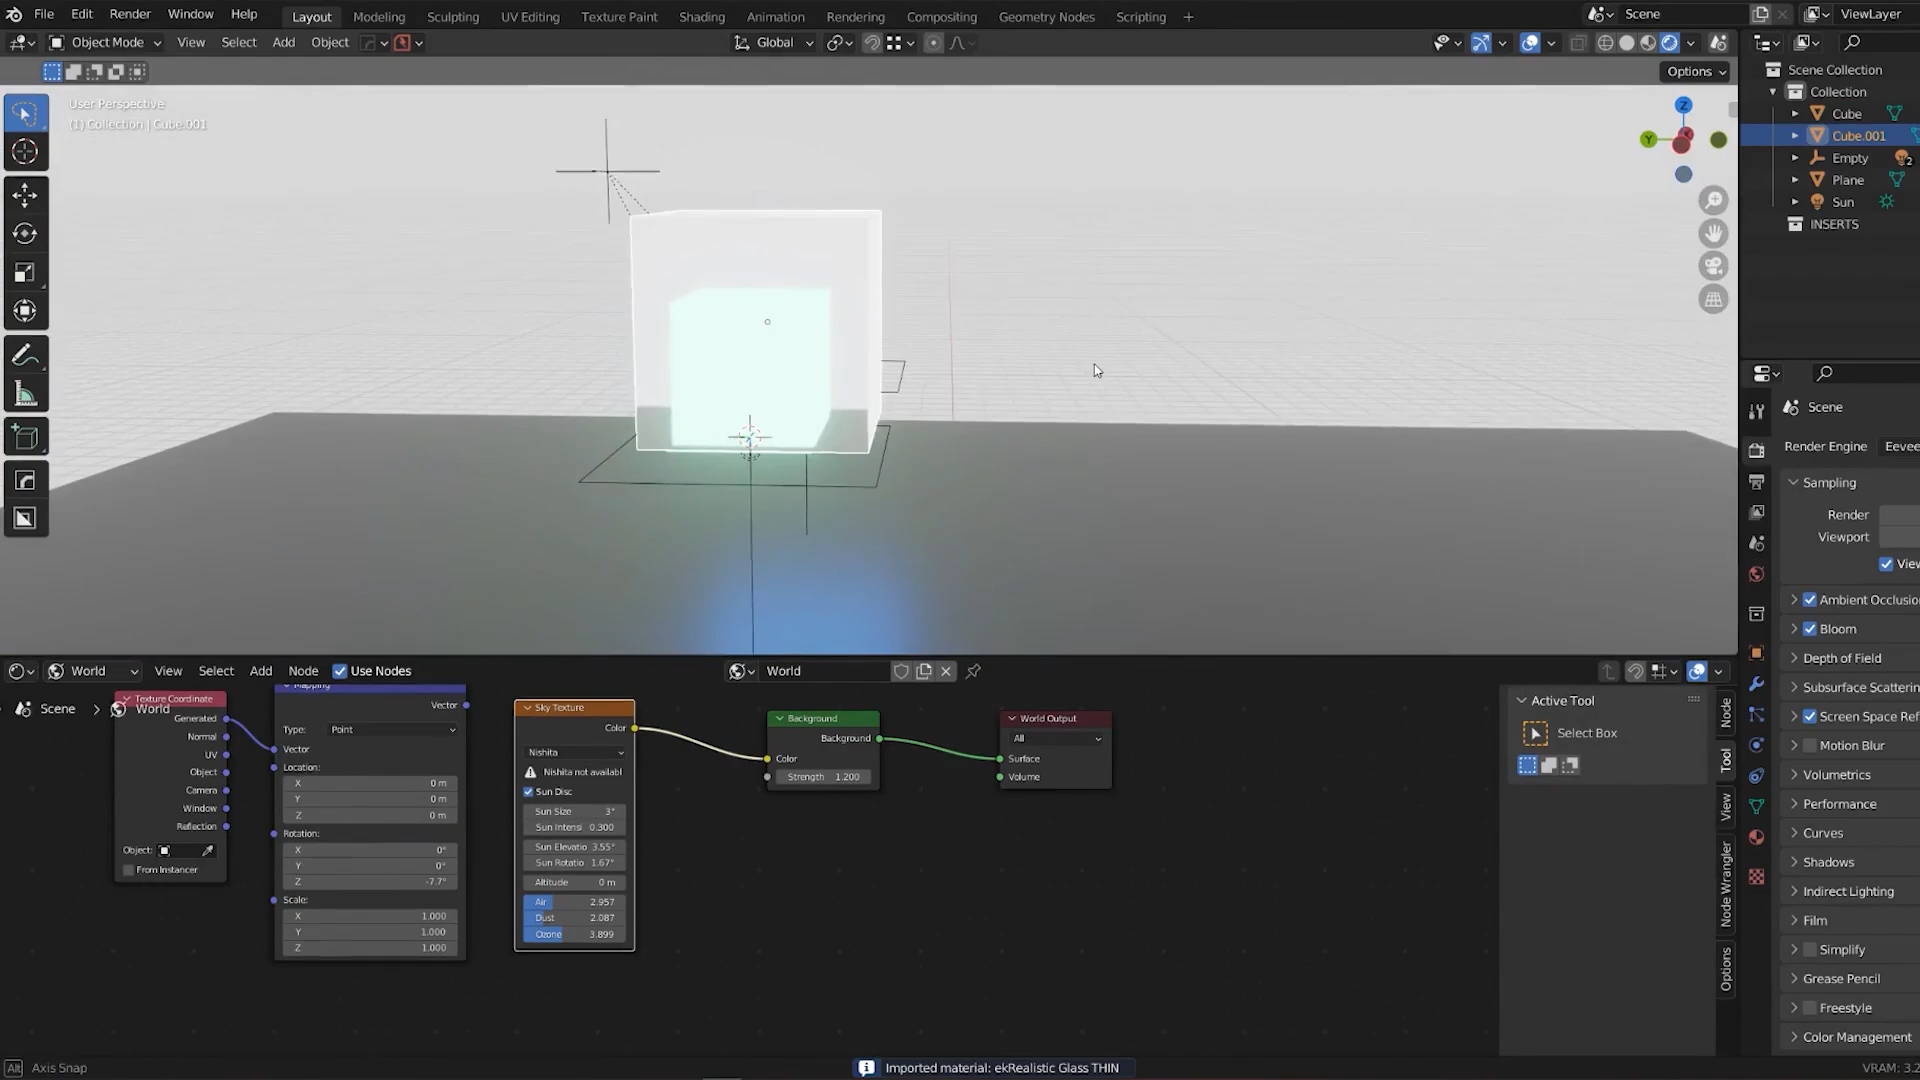 File Edit Render Window Help Layout Modeling Sculpting UV Editing Texture Paint Shading Animation Rendering Compositing Geometry Nodes Scripting + Scene ViewLayer
Object Mode View Select Add Object Global
Options
User Perspective
(1) Collection | Cube.001
Z
Y
Scene Collection
Collection
Cube
Cube.001
Empty 2
Plane
Sun
INSERTS
Scene
Render Engine Eevee
Sampling
Render
Viewport
View
Ambient Occlusio
Bloom
Depth of Field
Subsurface Scatterin
Screen Space Ref
Motion Blur
Volumetrics
Performance
Curves
Shadows
Indirect Lighting
Film
Simplify
Grease Pencil
Freestyle
Color Management
World View Select Add Node Use Nodes World
Scene > World
Texture Coordinate
Generated
Normal
UV
Object
Camera
Window
Reflection
Object:
From Instancer
Mapping
Vector
Type: Point
Vector
Location:
X 0 m
Y 0 m
Z 0 m
Rotation:
X 0°
Y 0°
Z -7.7°
Scale:
X 1.000
Y 1.000
Z 1.000
Sky Texture
Color
Nishita
Nishita not availabl
Sun Disc
Sun Size 3°
Sun Intensi 0.300
Sun Elevatio 3.55°
Sun Rotatio 1.67°
Altitude 0 m
Air 2.957
Dust 2.087
Ozone 3.899
Background
Background
Color
Strength 1.200
World Output
All
Surface
Volume
Active Tool
Select Box
Node
Tool
View
Node Wrangler
Options
Alt Axis Snap
Imported material: ekRealistic Glass THIN
VRAM: 3.2